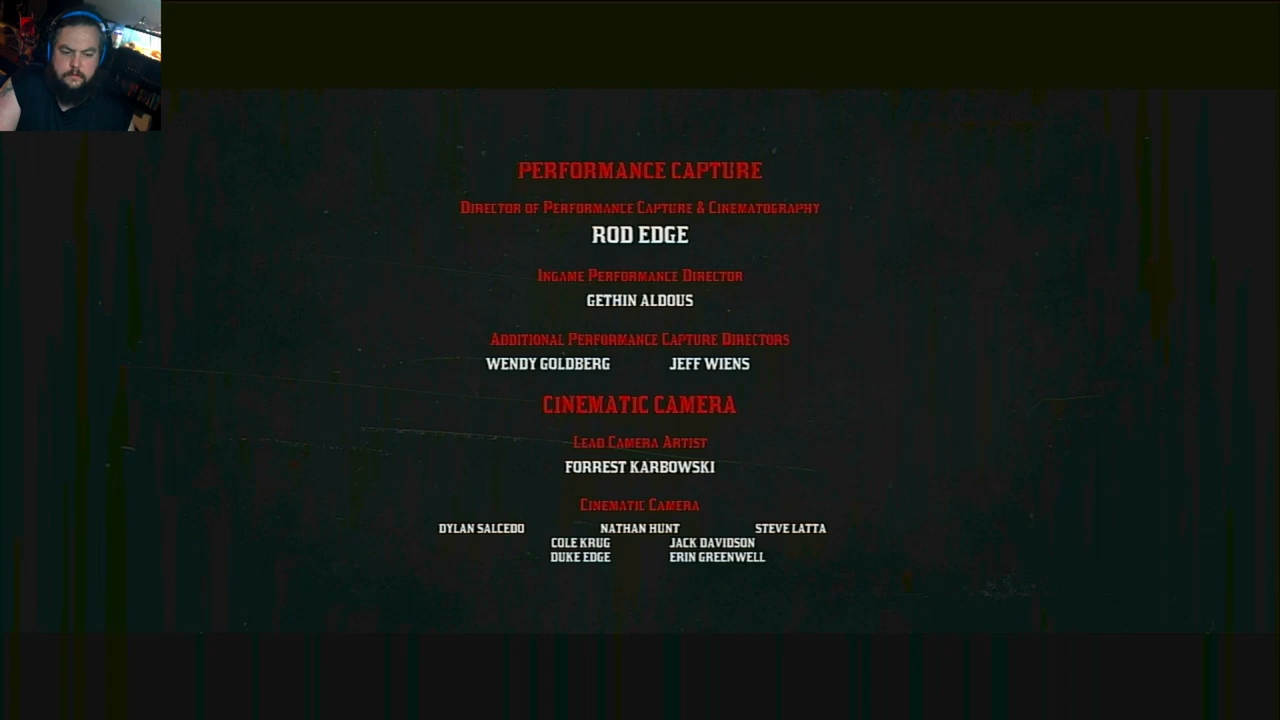 PERFORMANCE CAPTURE
DIRECTOR OF PERFORMANCE CAPTURE & CINEMATOGRAPHY
ROD EDGE
INGAME PERFORMANCE DIRECTOR
GETHIN ALDOUS
ADDITIONAL PERFORMANCE CAPTURE DIRECTORS
WENDY GOLDBERG JEFF WIENS
CINEMATIC CAMERA
LEAD CAMERA ARTIST
FORREST KARBOWSKI
CINEMATIC CAMERA
DYLAN SALCEDO NATHAN HUNT STEVE LATTA
COLE KRUG JACK DAVIDSON
DUKE EDGE ERIN GREENWELL